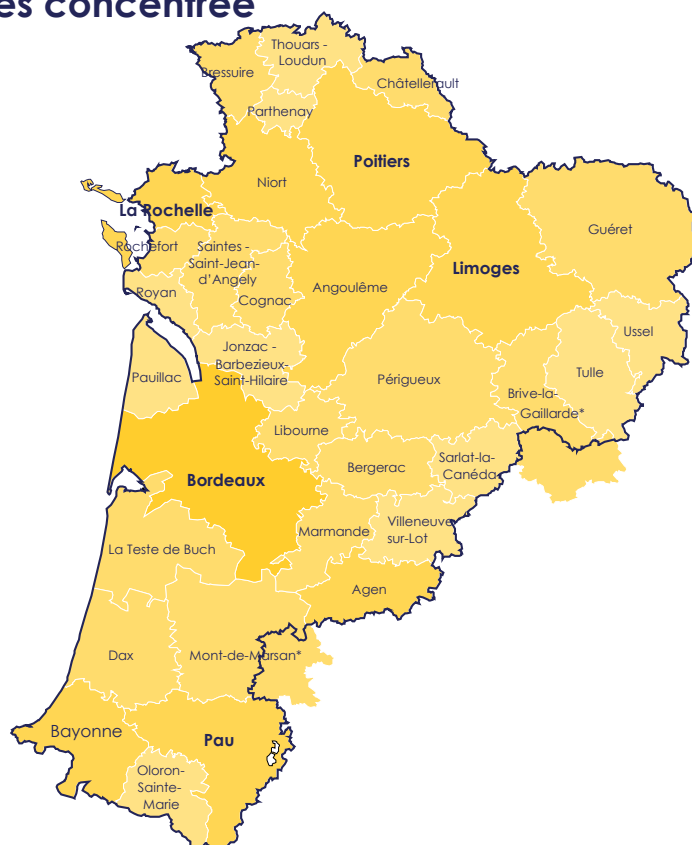 es concentrée
Thouars -
Loudun
Bressuire
Châtellerault
Parthenay
Poitiers
Niort
La Rochelle
Guéret
Rochefort
Saintes -
Saint-Jean-
d'Angely
Limoges
Royan
Cognac
Angoulême
Ussel
Jonzac -
Barbezieux-
Saint-Hilaire
Pauillac
Périgueux
Tulle
Brive-la-
Gaillarde*
Libourne
Bergerac
Sarlat-la-
Canéda
Bordeaux
Marmande
Villeneuve
sur-Lot
La Teste de Buch
Agen
Dax
Mont-de-Marsan*
Bayonne
Pau
Oloron-
Sainte-
Marie